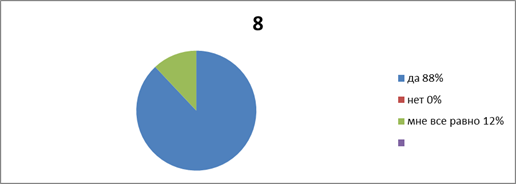 8
да 88%
нет 0%
мне все равно 12%